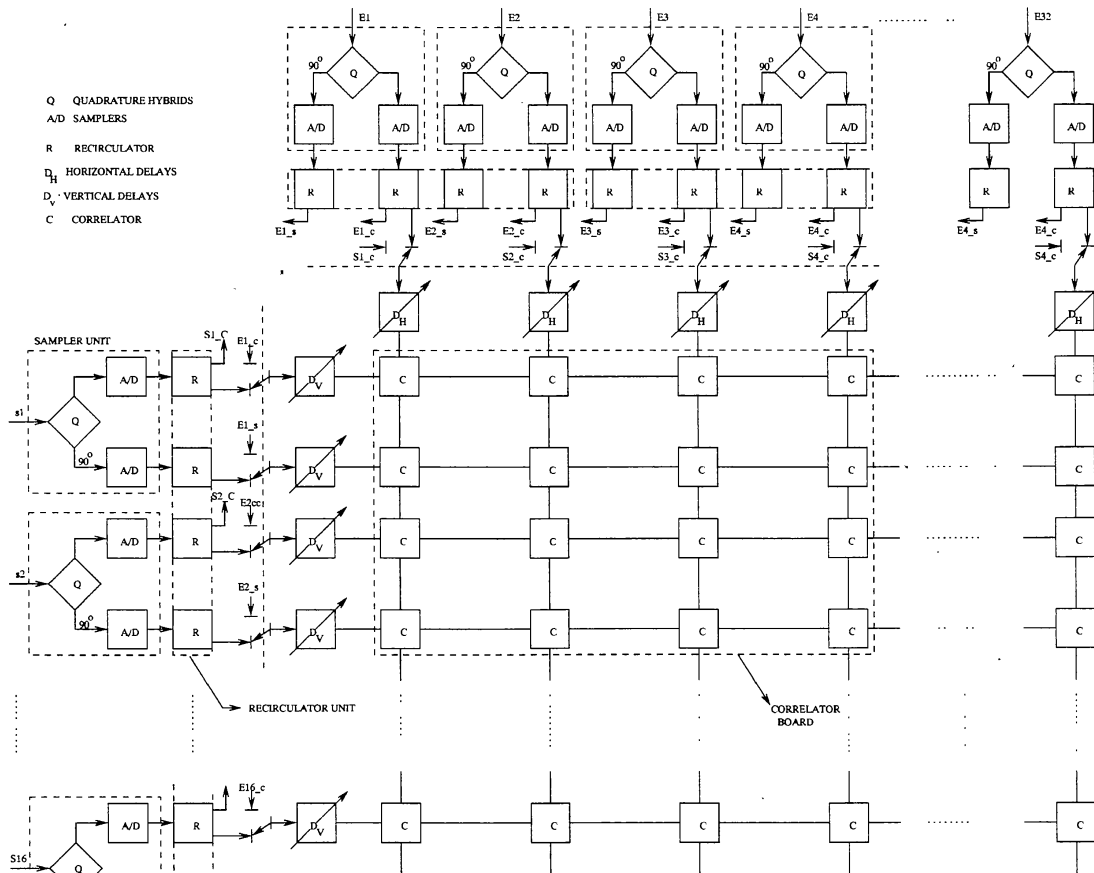 E1 E2 E3 E4 E32
90° Q 90° Q 90° Q 90° Q 90° Q
Q QUADRATURE HYBRIDS
A/D SAMPLERS
R RECIRCULATOR
D_H HORIZONTAL DELAYS
D_v VERTICAL DELAYS
C CORRELATOR
A/D A/D A/D A/D A/D A/D A/D A/D A/D A/D
R R R R R R R R R R
E1_s E1_c E2_s E2_c E3_s E3_c E4_s E4_c E4_s E4_c
S1_c S2_c S3_c S4_c S4_c
D_H D_H D_H D_H D_H
SAMPLER UNIT
S1_C E1_c
A/D R D_V C C C C C
s1 Q
E1_s
90° A/D R D_V C C C C C
S2_C E2cc
A/D R D_V C C C C C
s2 Q
E2_s
90° A/D R D_V C C C C C
RECIRCULATOR UNIT
CORRELATOR
BOARD
E16_c
A/D R D_V C C C C C
S16 Q